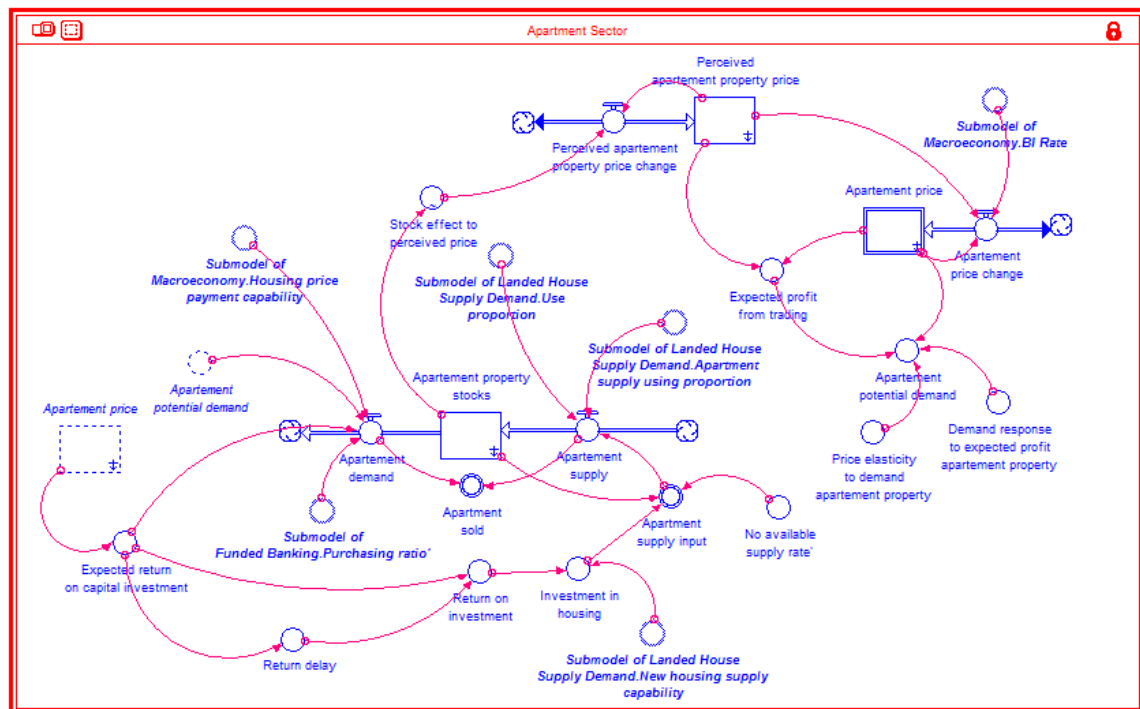 Apartment Sector
Perceived
apartement property price
Perceived apartement
property price change
Submodel of
Macroeconomy.BI Rate
Apartement price
Apartement
price change
Stock effect to
perceived price
Submodel of
Macroeconomy.Housing price
payment capability
Submodel of Landed House
Supply Demand.Use
proportion
Expected profit
from trading
Submodel of Landed House
Supply Demand.Apartment
supply using proportion
Apartement
potential demand
Apartement property
stocks
Apartement
potential demand
Apartement price
Demand response
to expected profit
apartement property
Price elasticity
to demand
apartement property
Apartement
demand
Apartement
supply
Apartment
sold
Apartment
supply input
No available
supply rate`
Submodel of
Funded Banking.Purchasing ratio`
Expected return
on capital investment
Return on
investment
Investment in
housing
Return delay
Submodel of Landed House
Supply Demand.New housing supply
capability